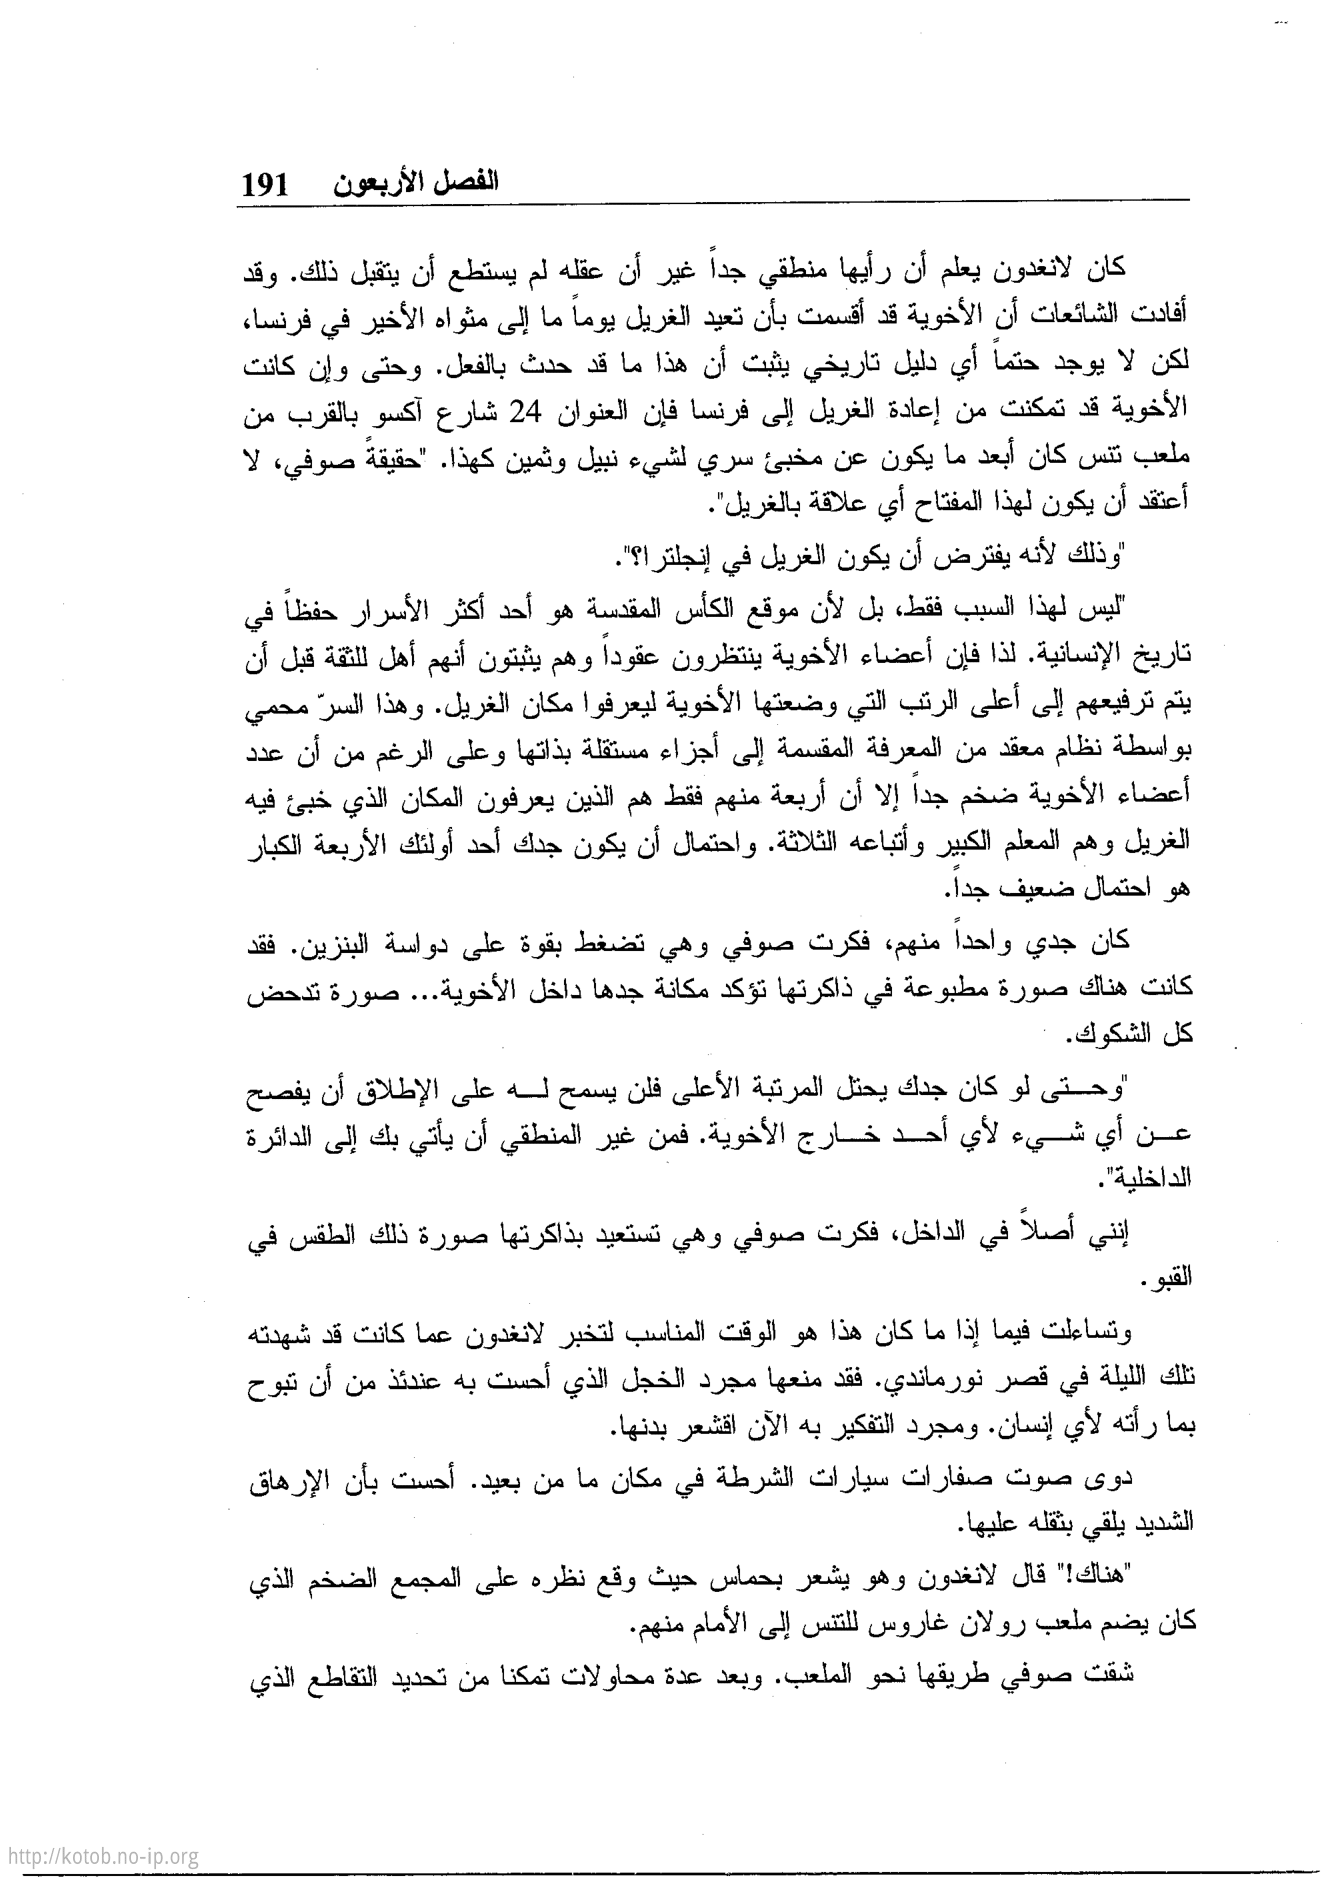 الفصل الأربعون 191
كان لانغدون يعلم أن رأيها منطقي جداً غير أن عقله لم يستطع أن يتقبل ذلك. وقد
أفادت الشائعات أن الأخوية قد أقسمت بأن تعيد الغريل يوماً ما إلى مثواه الأخير في فرنسا،
لكن لا يوجد حتماً أي دليل تاريخي يثبت أن هذا ما قد حدث بالفعل. وحتى وإن كانت
الأخوية قد تمكنت من إعادة الغريل إلى فرنسا فإن العنوان 24 شارع آكسو بالقرب من
ملعب تنس كان أبعد ما يكون عن مخبئ سري لشيء نبيل وثمين كهذا. "حقيقةً صوفي، لا
أعتقد أن يكون لهذا المفتاح أي علاقة بالغريل".
"وذلك لأنه يفترض أن يكون الغريل في إنجلترا؟".
"ليس لهذا السبب فقط، بل لأن موقع الكأس المقدسة هو أحد أكثر الأسرار حفظاً في
تاريخ الإنسانية. لذا فإن أعضاء الأخوية ينتظرون عقوداً وهم يثبتون أنهم أهل للثقة قبل أن
يتم ترفيعهم إلى أعلى الرتب التي وضعتها الأخوية ليعرفوا مكان الغريل. وهذا السرّ محمي
بواسطة نظام معقد من المعرفة المقسمة إلى أجزاء مستقلة بذاتها وعلى الرغم من أن عدد
أعضاء الأخوية ضخم جداً إلا أن أربعة منهم فقط هم الذين يعرفون المكان الذي خبئ فيه
الغريل وهم المعلم الكبير وأتباعه الثلاثة. واحتمال أن يكون جدك أحد أولئك الأربعة الكبار
هو احتمال ضعيف جداً.
كان جدي واحداً منهم، فكرت صوفي وهي تضغط بقوة على دواسة البنزين. فقد
كانت هناك صورة مطبوعة في ذاكرتها تؤكد مكانة جدها داخل الأخوية... صورة تدحض
كل الشكوك.
"وحـــتى لو كان جدك يحتل المرتبة الأعلى فلن يسمح لـــه على الإطلاق أن يفصح
عـــن أي شـــيء لأي أحـــد خـــارج الأخوية. فمن غير المنطقي أن يأتي بك إلى الدائرة
الداخلية".
إنني أصلاً في الداخل، فكرت صوفي وهي تستعيد بذاكرتها صورة ذلك الطقس في
القبو.
وتساءلت فيما إذا ما كان هذا هو الوقت المناسب لتخبر لانغدون عما كانت قد شهدته
تلك الليلة في قصر نورماندي. فقد منعها مجرد الخجل الذي أحست به عندئذ من أن تبوح
بما رأته لأي إنسان. ومجرد التفكير به الآن اقشعر بدنها.
دوى صوت صفارات سيارات الشرطة في مكان ما من بعيد. أحست بأن الإرهاق
الشديد يلقي بثقله عليها.
"هناك!" قال لانغدون وهو يشعر بحماس حيث وقع نظره على المجمع الضخم الذي
كان يضم ملعب رولان غاروس للتنس إلى الأمام منهم.
شقت صوفي طريقها نحو الملعب. وبعد عدة محاولات تمكنا من تحديد التقاطع الذي
http://kotob.no-ip.org